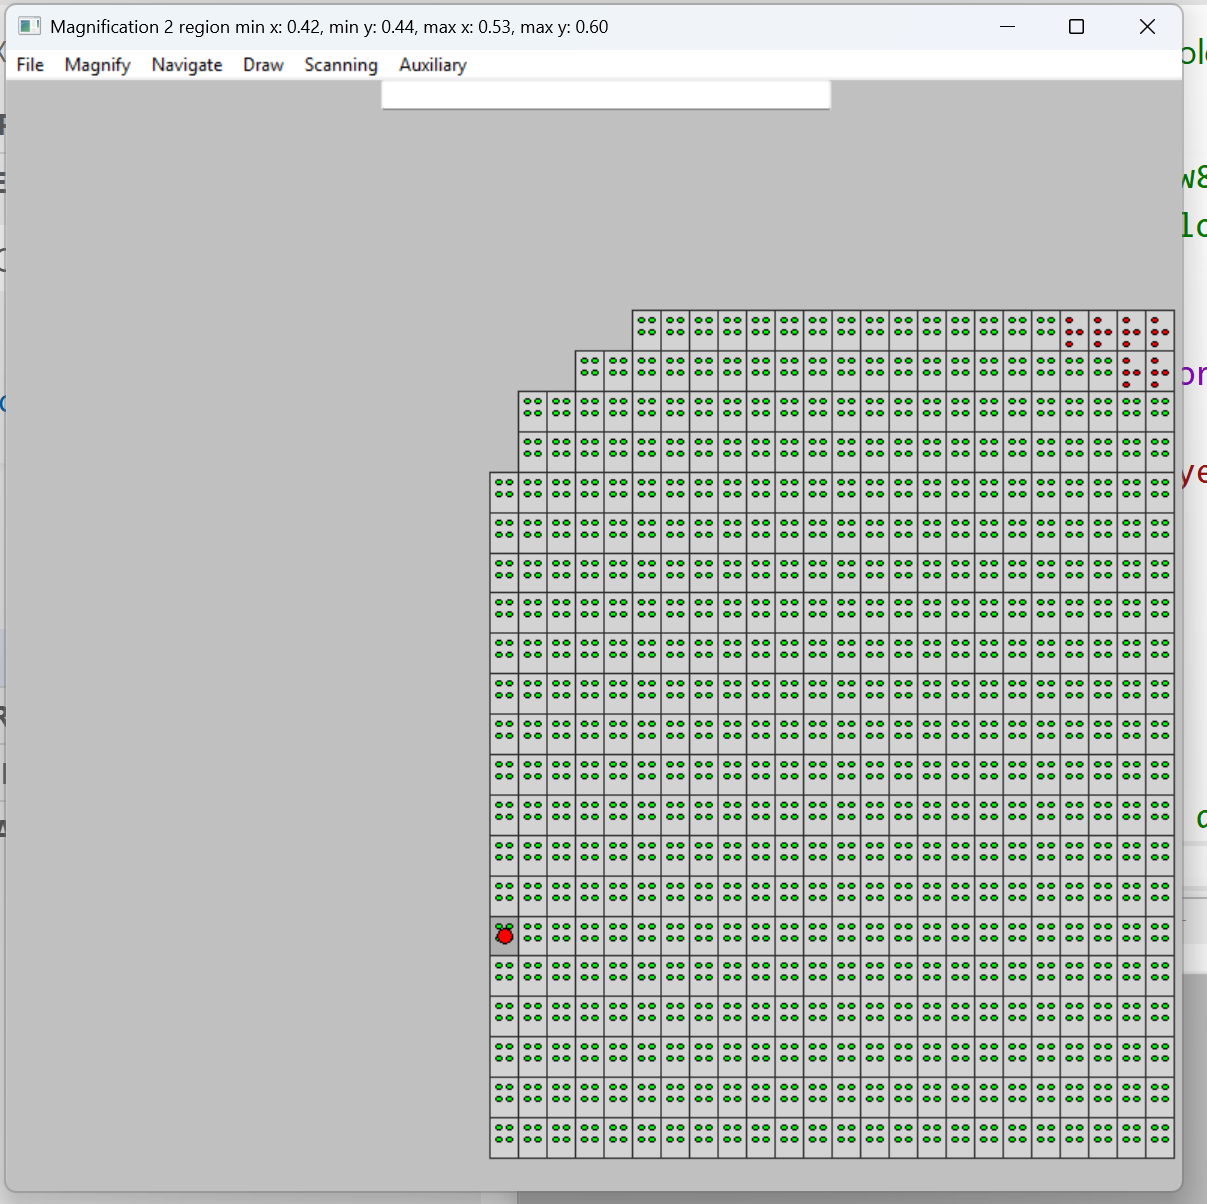 Magnification 2 region min x: 0.42, min y: 0.44, max x: 0.53, max y: 0.60
File Magnify Navigate Draw Scanning Auxiliary